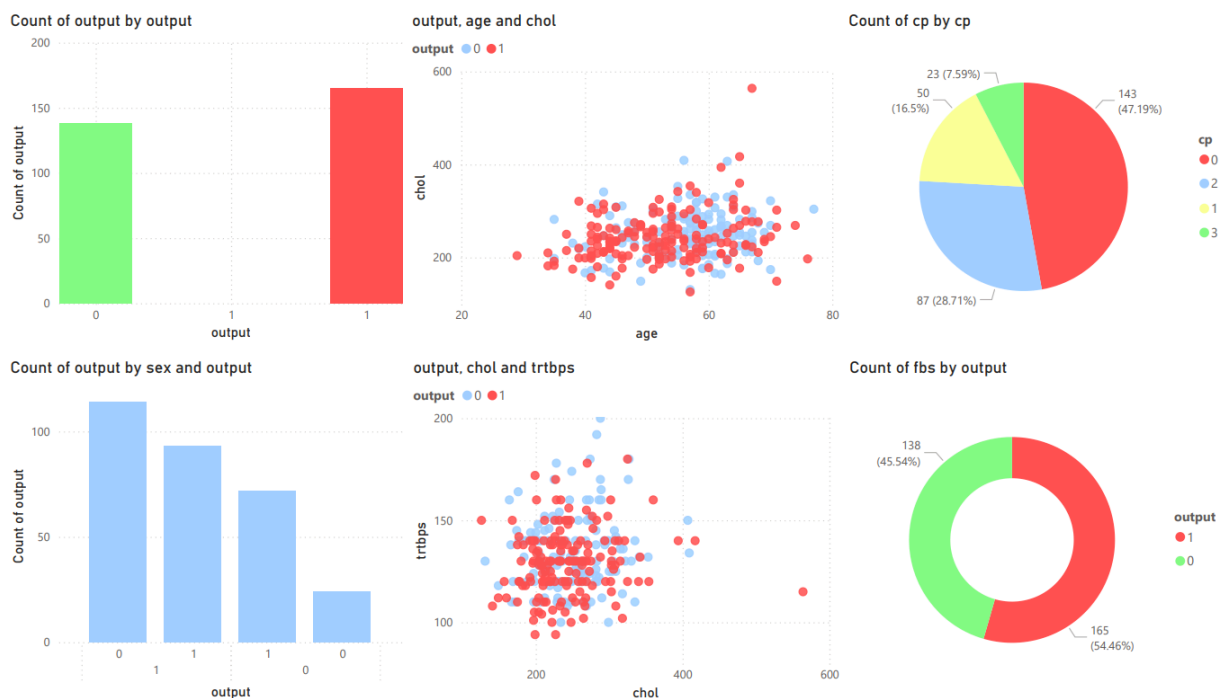 Count of output by output
200
150
100
50
0
Count of output
0
1
1
output
output, age and chol
output 0 1
600
400
200
chol
20
40
60
80
age
Count of cp by cp
23 (7.59%)
50
(16.5%)
143
(47.19%)
87 (28.71%)
cp
0
2
1
3
Count of output by sex and output
100
50
0
Count of output
0
1
1
0
1
0
output
output, chol and trtbps
output 0 1
200
150
100
trtbps
200
400
600
chol
Count of fbs by output
138
(45.54%)
165
(54.46%)
output
1
0